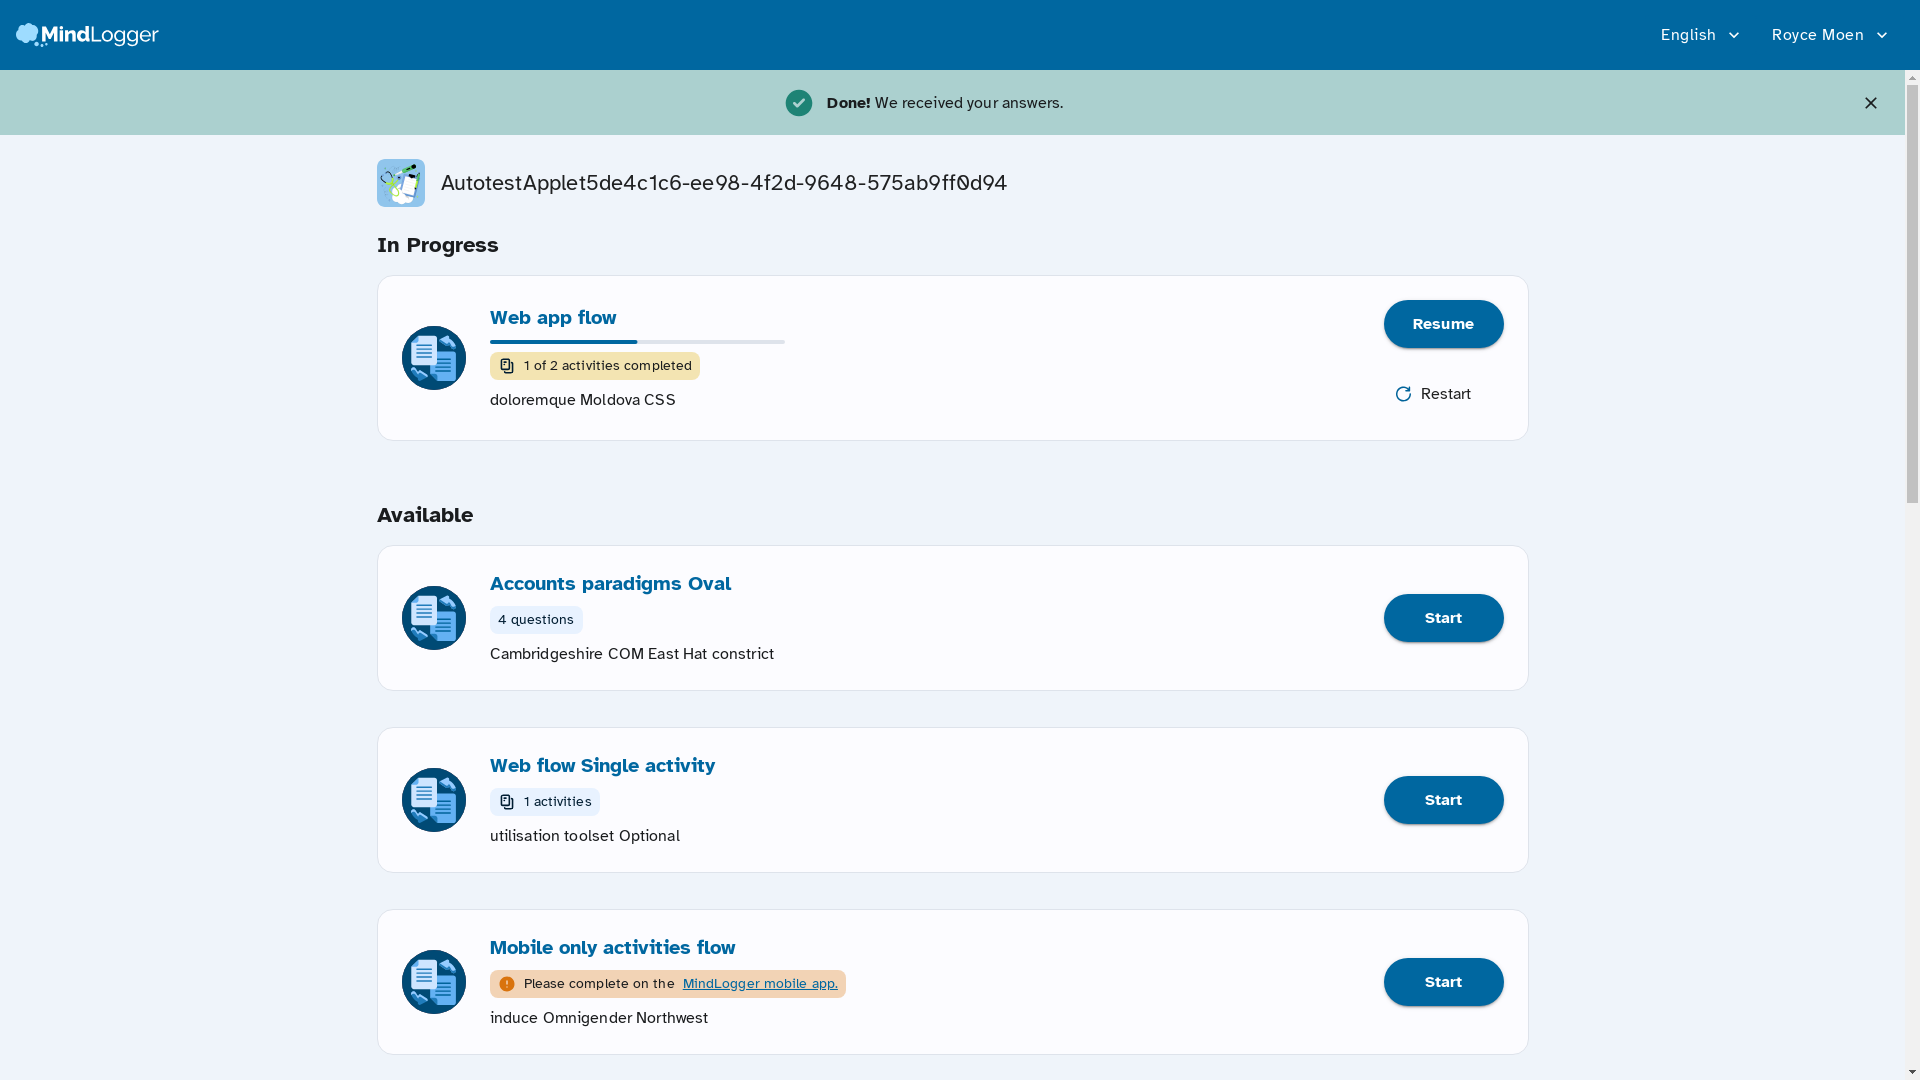 MindLogger
English
Royce Moen
Done! We received your answers.
AutotestApplet5de4c1c6-ee98-4f2d-9648-575ab9ff0d94
In Progress
Web app flow
1 of 2 activities completed
doloremque Moldova CSS
Resume
Restart
Available
Accounts paradigms Oval
4 questions
Cambridgeshire COM East Hat constrict
Start
Web flow Single activity
1 activities
utilisation toolset Optional
Start
Mobile only activities flow
Please complete on the MindLogger mobile app.
induce Omnigender Northwest
Start